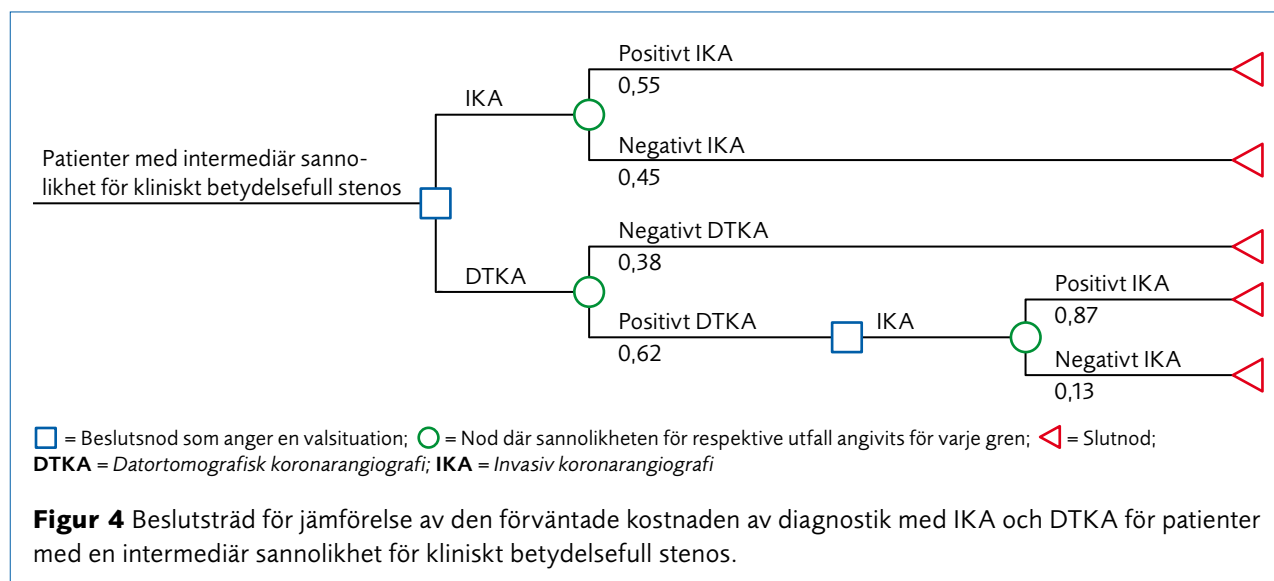 Positivt IKA
0,55
IKA
Negativt IKA
0,45
Patienter med intermediär sanno-
likhet för kliniskt betydelsefull stenos
Negativt DTKA
0,38
DTKA
Positivt DTKA
0,62
IKA
Positivt IKA
0,87
Negativt IKA
0,13
= Beslutsnod som anger en valsituation; = Nod där sannolikheten för respektive utfall angivits för varje gren; = Slutnod;
DTKA = Datortomografisk koronarangiografi; IKA = Invasiv koronarangiografi
Figur 4 Beslutsträd för jämförelse av den förväntade kostnaden av diagnostik med IKA och DTKA för patienter
med en intermediär sannolikhet för kliniskt betydelsefull stenos.